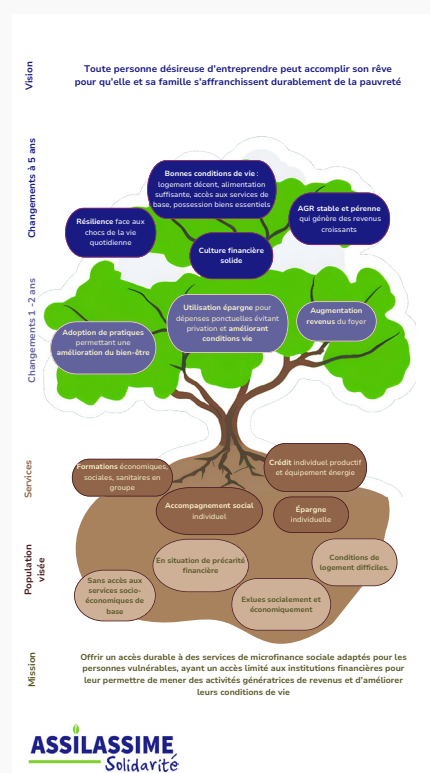 Vision
Toute personne désireuse d'entreprendre peut accomplir son rêve
pour qu'elle et sa famille s'affranchissent durablement de la pauvreté
Changements à 5 ans
Bonnes conditions de vie :
logement décent, alimentation
suffisante, accès aux services de
base, possession biens essentiels
Résilience face aux
chocs de la vie
quotidienne
AGR stable et pérenne
qui génère des revenus
croissants
Culture financière
solide
Changements 1 -2 ans
Utilisation épargne pour
dépenses ponctuelles évitant
privation et améliorant
conditions vie
Augmentation
revenus du foyer
Adoption de pratiques
permettant une
amélioration du bien-être
Services
Formations économiques,
sociales, sanitaires en
groupe
Crédit individuel productif
et équipement énergie
Accompagnement social
individuel
Épargne
individuelle
Population
visée
En situation de précarité
financière
Conditions de
logement difficiles.
Sans accès aux
services socio-
économiques de
base
Exlues socialement et
économiquement
Mission
Offrir un accès durable à des services de microfinance sociale adaptés pour les
personnes vulnérables, ayant un accès limité aux institutions financières pour
leur permettre de mener des activités génératrices de revenus et d'améliorer
leurs conditions de vie
ASSILASSIME
Solidarité